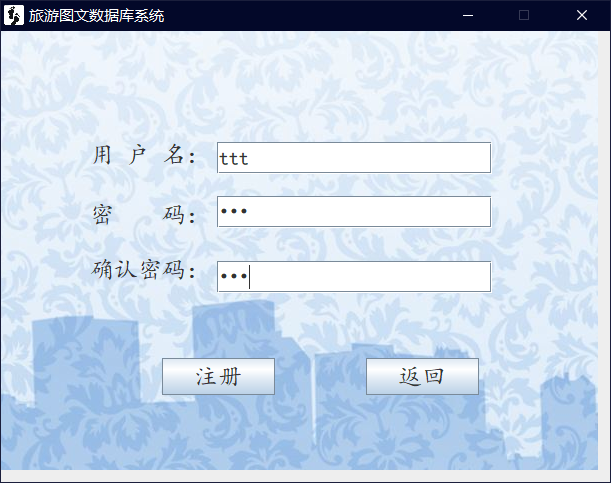 旅游图文数据库系统
用 户 名： ttt
密 码： •••
确认密码： •••
注册 返回